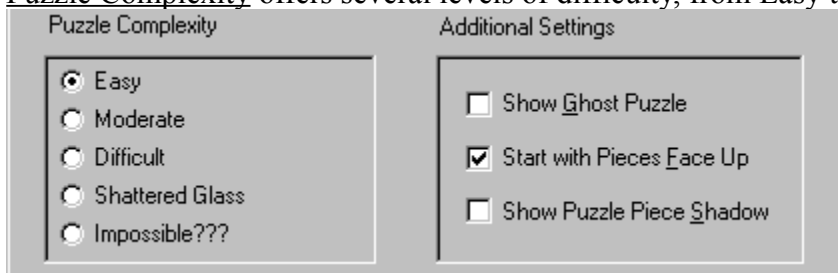 Puzzle Complexity offers several levels of difficulty, from Easy t
Puzzle Complexity
Easy
Moderate
Difficult
Shattered Glass
Impossible???
Additional Settings
Show Ghost Puzzle
Start with Pieces Face Up
Show Puzzle Piece Shadow